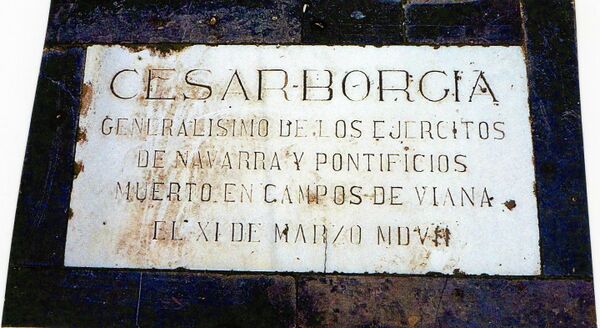 CESAR·BORGIA
GENERALISIMO DE LOS EJERCITOS
DE NAVARRA Y PONTIFICIOS
MUERTO EN CAMPOS DE VIANA
EL XI DE MARZO MDVII